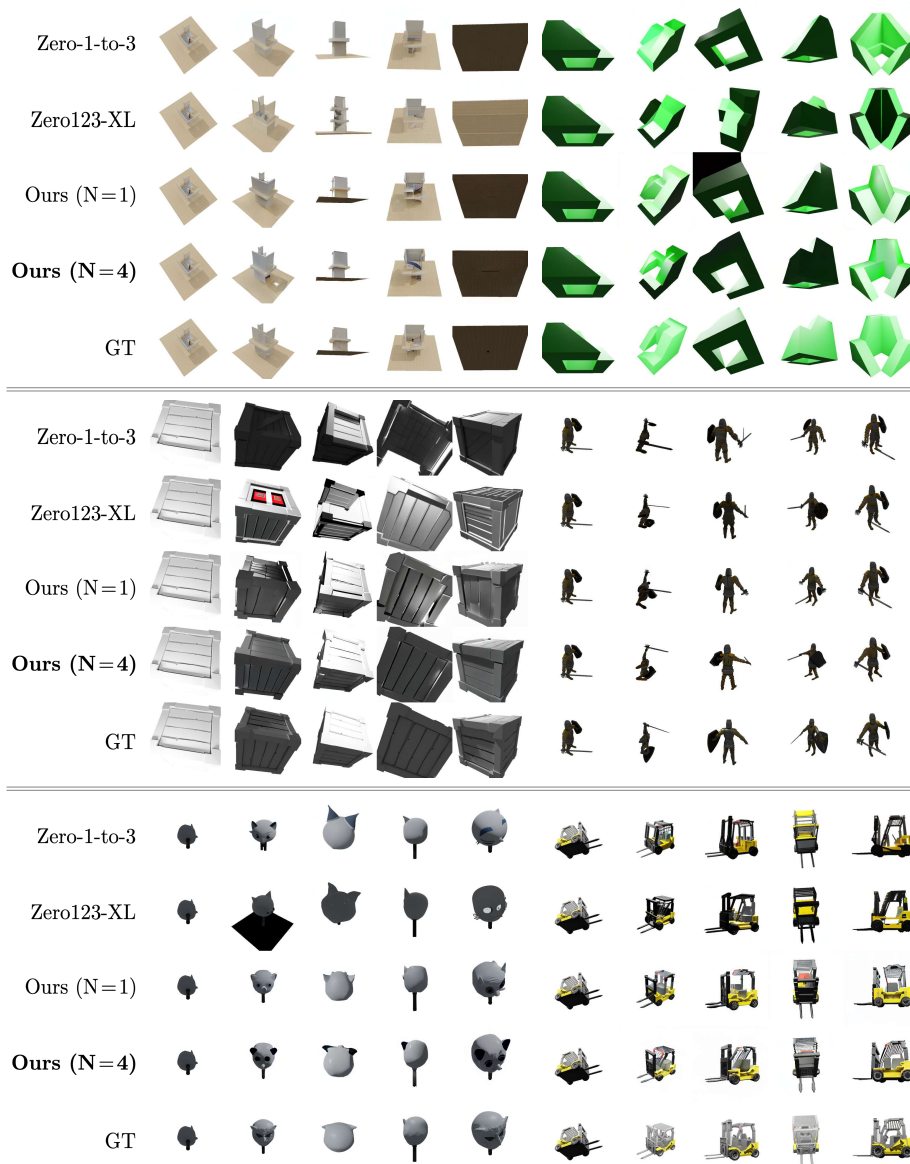 Zero-1-to-3
Zero123-XL
Ours (N=1)
Ours (N=4)
GT
Zero-1-to-3
Zero123-XL
Ours (N=1)
Ours (N=4)
GT
Zero-1-to-3
Zero123-XL
Ours (N=1)
Ours (N=4)
GT